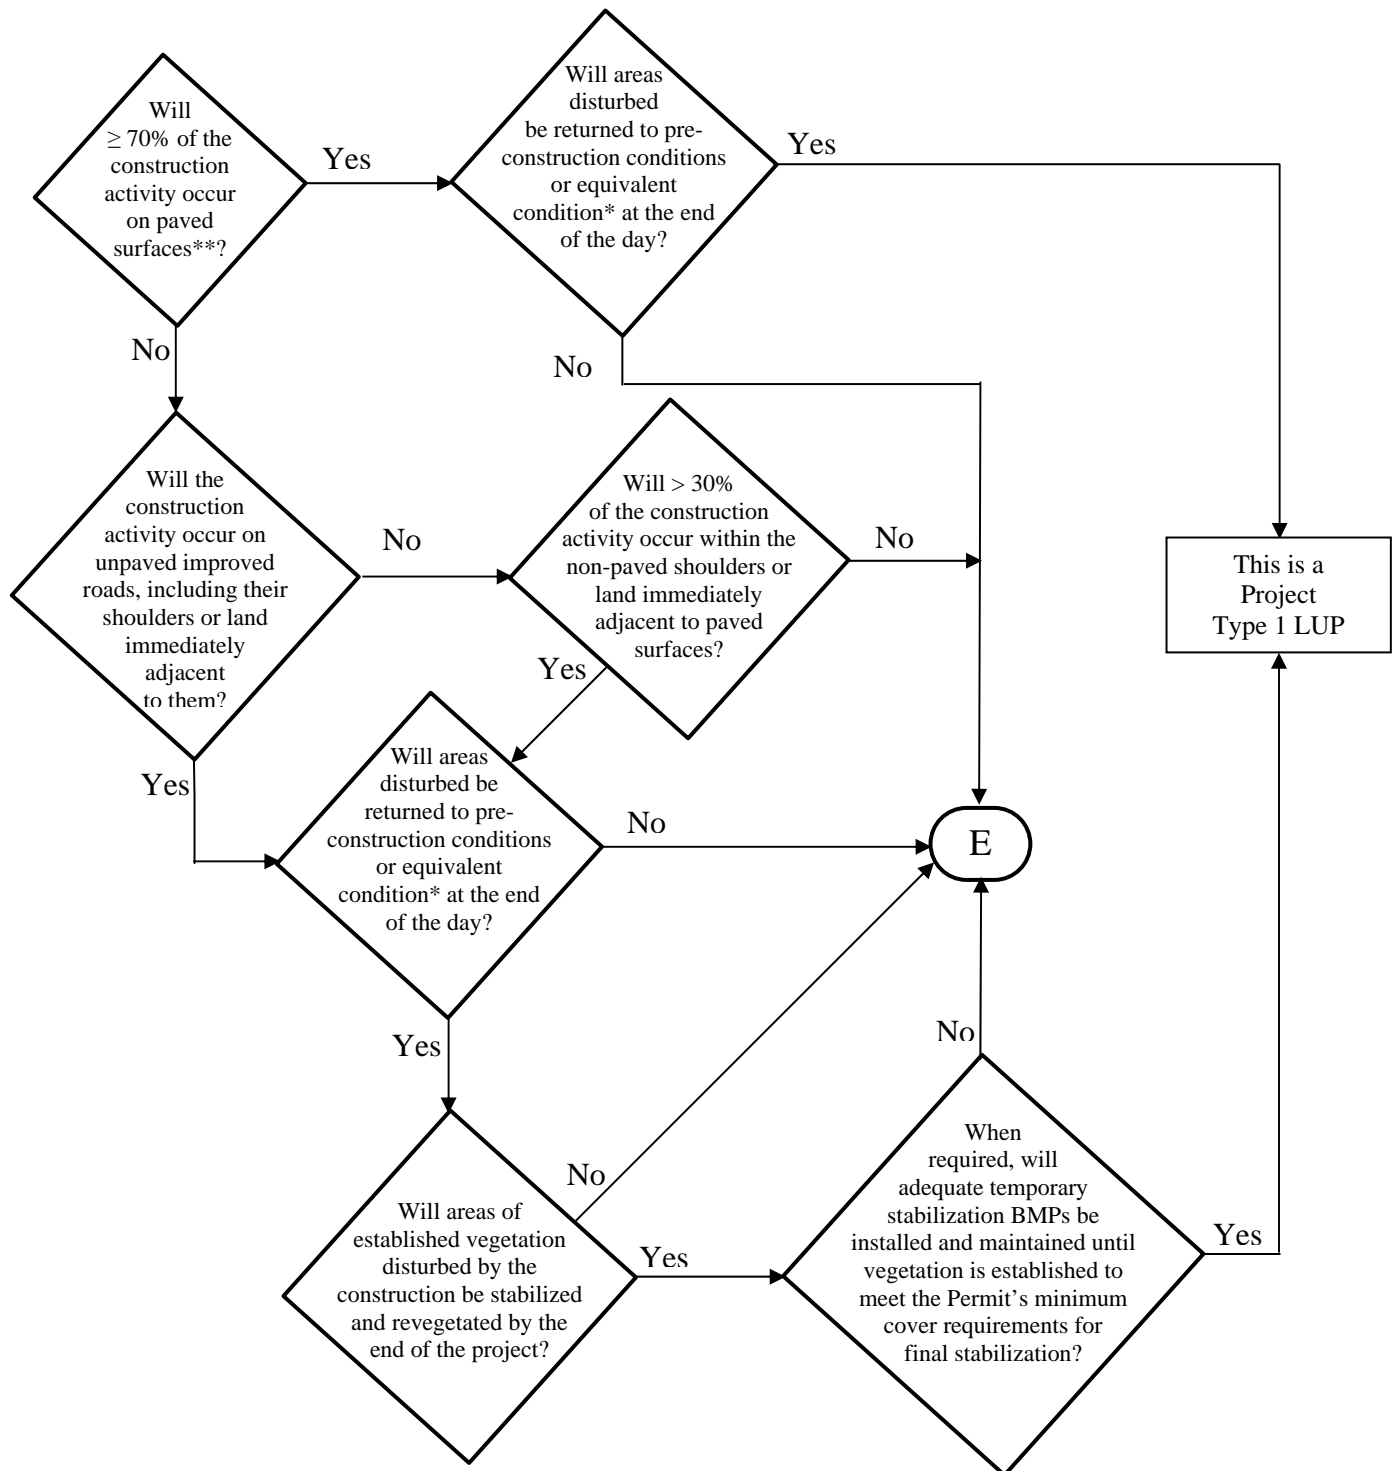 Will
≥ 70% of the
construction
activity occur
on paved
surfaces**?
Yes
Will areas
disturbed
be returned to pre-
construction conditions
or equivalent
condition* at the end
of the day?
Yes
No
No
Will the
construction
activity occur on
unpaved improved
roads, including their
shoulders or land
immediately
adjacent
to them?
No
Will > 30%
of the construction
activity occur within the
non-paved shoulders or
land immediately
adjacent to paved
surfaces?
No
This is a
Project
Type 1 LUP
Yes
Yes
Will areas
disturbed be
returned to pre-
construction conditions
or equivalent
condition* at the end
of the day?
No
E
Yes
No
No
Will areas of
established vegetation
disturbed by the
construction be stabilized
and revegetated by the
end of the project?
Yes
When
required, will
adequate temporary
stabilization BMPs be
installed and maintained until
vegetation is established to
meet the Permit's minimum
cover requirements for
final stabilization?
Yes